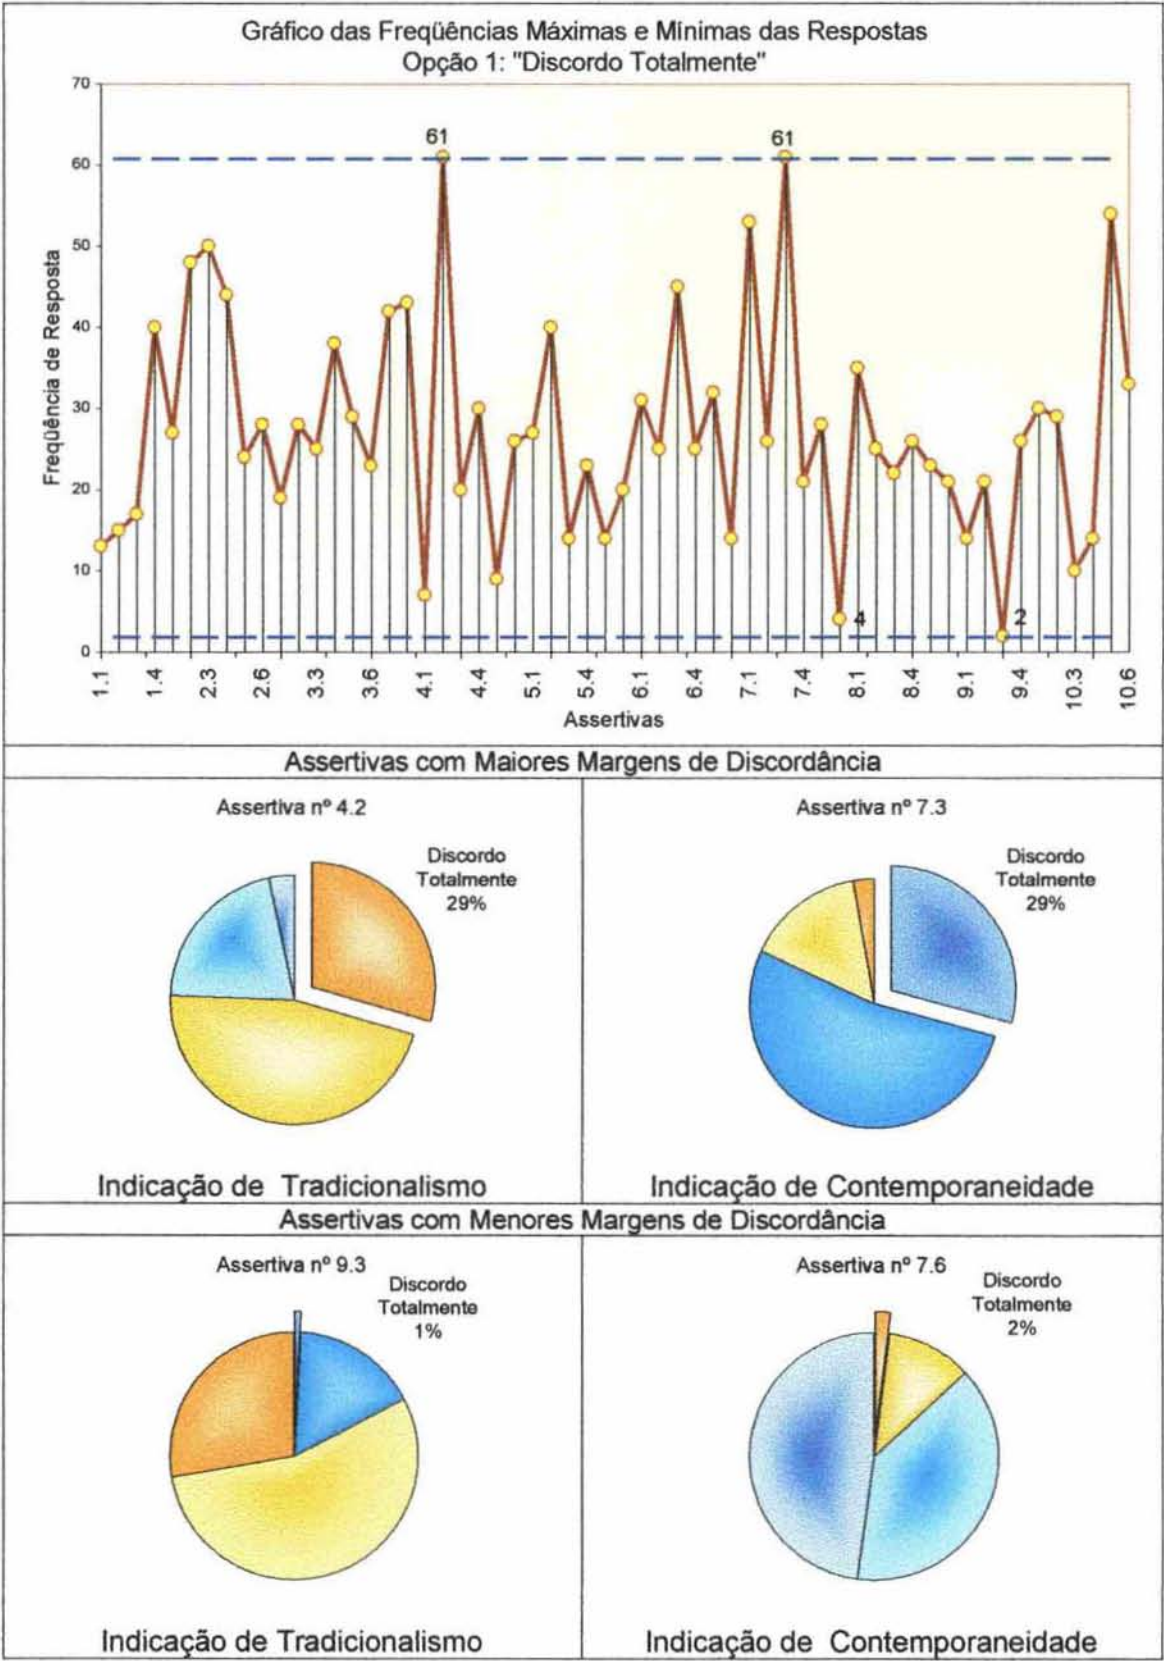 Gráfico das Freqüências Máximas e Mínimas das Respostas
Opção 1: "Discordo Totalmente"
70
60
50
40
30
20
10
0
Freqüência de Resposta
61
61
4
2
1.1
1.4
2.3
2.6
3.3
3.6
4.1
4.4
5.1
5.4
6.1
6.4
7.1
7.4
8.1
8.4
9.1
9.4
10.3
10.6
Assertivas
Assertivas com Maiores Margens de Discordância
Assertiva nº 4.2
Discordo
Totalmente
29%
Indicação de Tradicionalismo
Assertiva nº 7.3
Discordo
Totalmente
29%
Indicação de Contemporaneidade
Assertivas com Menores Margens de Discordância
Assertiva nº 9.3
Discordo
Totalmente
1%
Indicação de Tradicionalismo
Assertiva nº 7.6
Discordo
Totalmente
2%
Indicação de Contemporaneidade